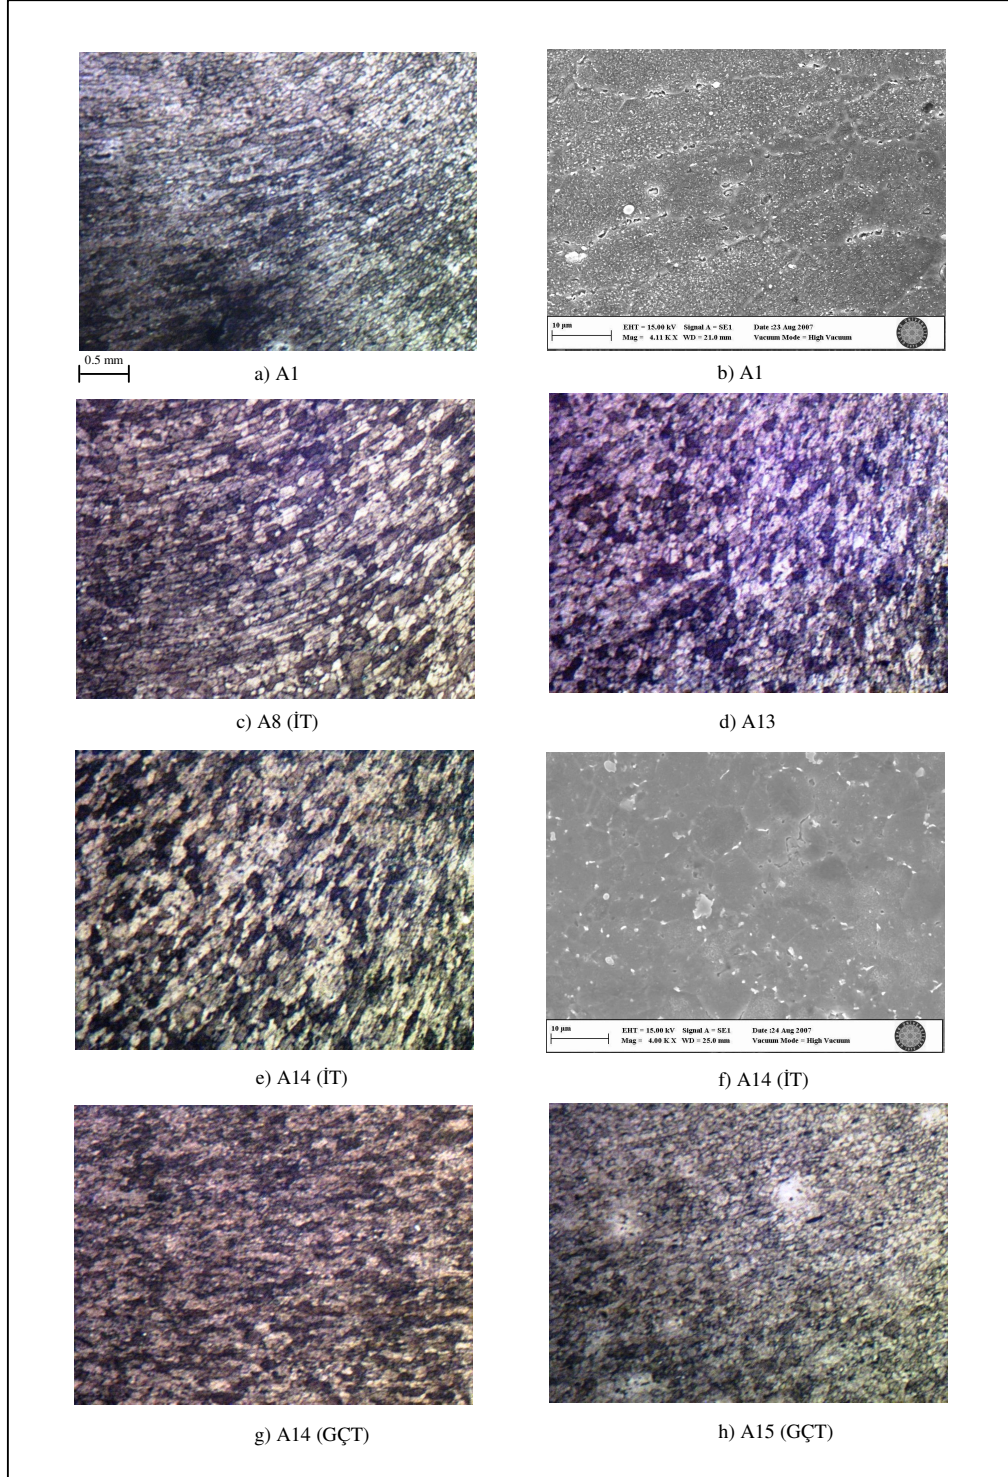 10 µm
EHT = 15.00 kV Signal A = SE1 Date :23 Aug 2007
Mag = 4.11 K X WD = 21.0 mm Vacuum Mode = High Vacuum
0.5 mm
a) A1
b) A1
c) A8 (İT)
d) A13
10 µm
EHT = 15.00 kV Signal A = SE1 Date :24 Aug 2007
Mag = 4.00 K X WD = 25.0 mm Vacuum Mode = High Vacuum
e) A14 (İT)
f) A14 (İT)
g) A14 (GÇT)
h) A15 (GÇT)